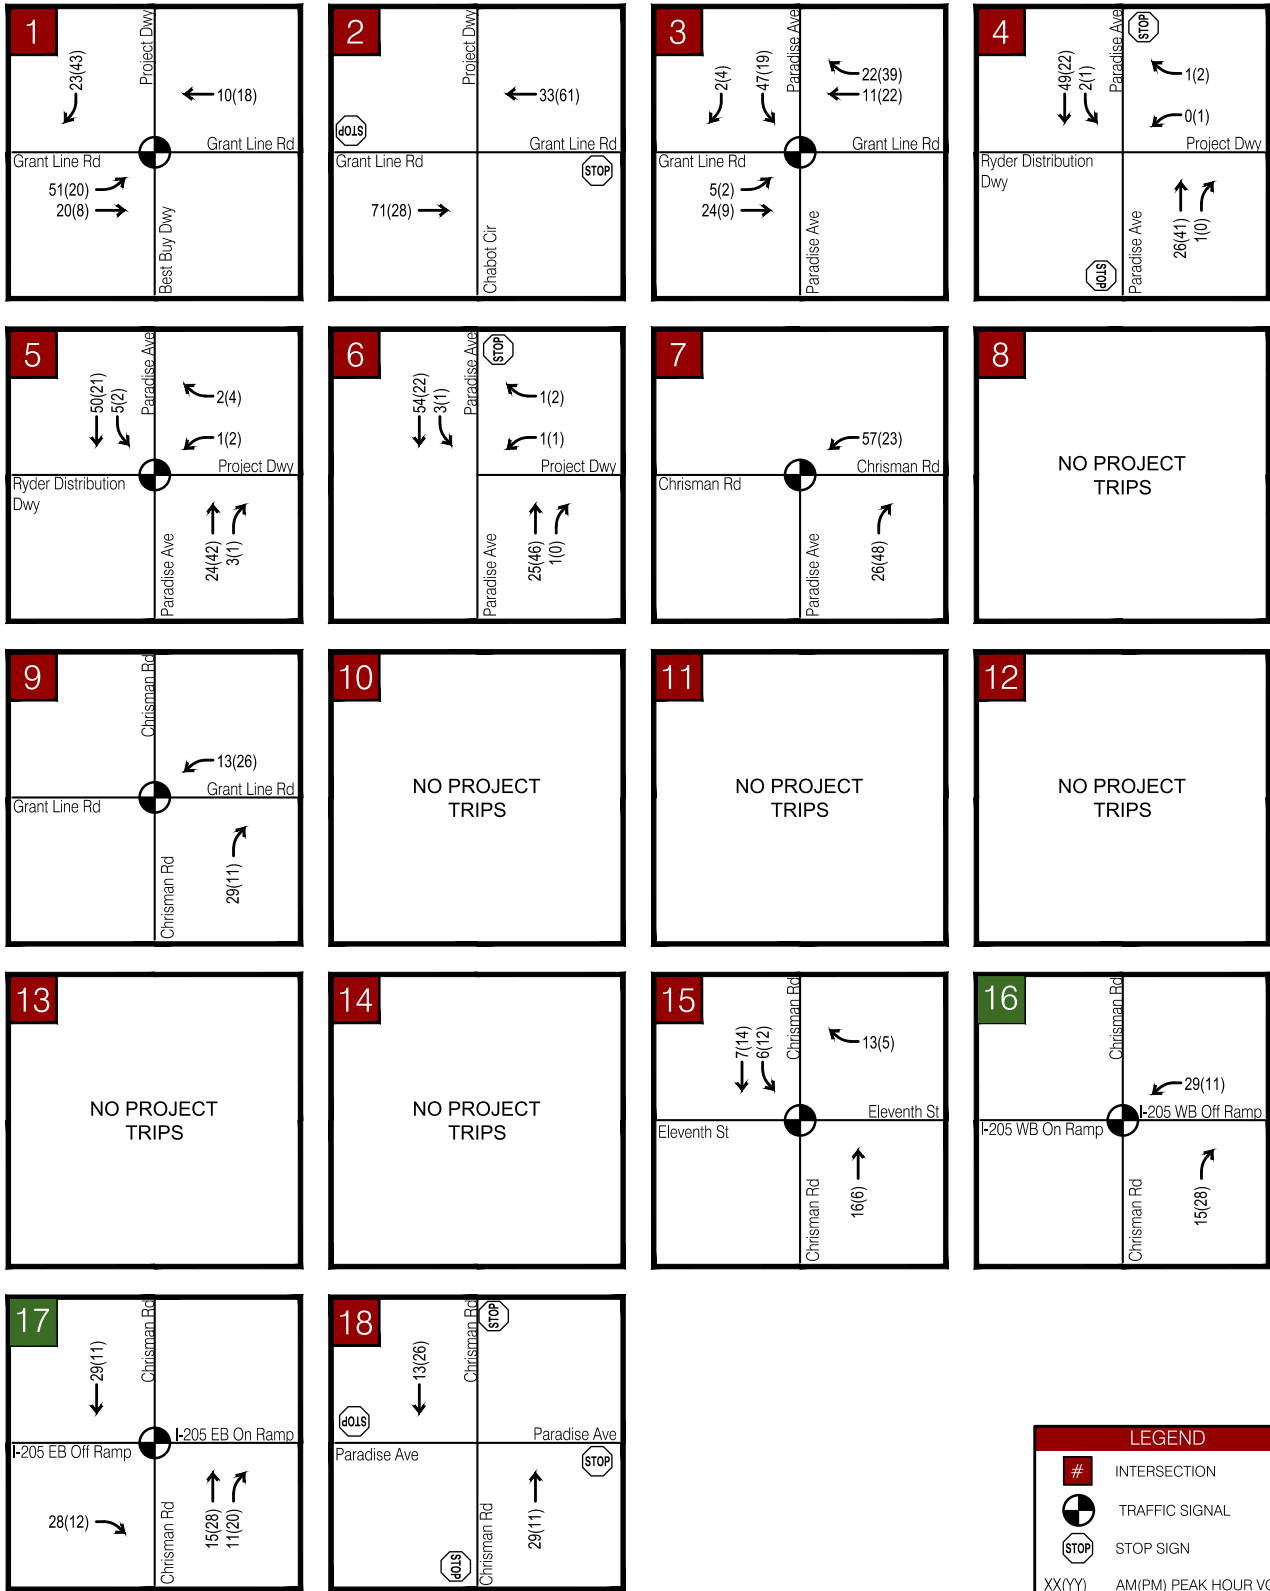 1
Project Dwy
23(43)
10(18)
Grant Line Rd
Grant Line Rd
51(20)
20(8)
Best Buy Dwy
2
Project Dwy
33(61)
STOP
Grant Line Rd
Grant Line Rd
STOP
71(28)
Chabot Cir
3
Paradise Ave
2(4)
47(19)
22(39)
11(22)
Grant Line Rd
Grant Line Rd
5(2)
24(9)
Paradise Ave
4
Paradise Ave
STOP
49(22)
2(1)
1(2)
0(1)
Project Dwy
Ryder Distribution
Dwy
26(41)
1(0)
Paradise Ave
STOP
5
Paradise Ave
50(21)
5(2)
2(4)
1(2)
Project Dwy
Ryder Distribution
Dwy
24(42)
3(1)
Paradise Ave
6
Paradise Ave
STOP
54(22)
3(1)
1(2)
1(1)
Project Dwy
25(46)
1(0)
Paradise Ave
7
57(23)
Chrisman Rd
Chrisman Rd
26(48)
Paradise Ave
8
NO PROJECT
TRIPS
9
Chrisman Rd
13(26)
Grant Line Rd
Grant Line Rd
29(11)
Chrisman Rd
10
NO PROJECT
TRIPS
11
NO PROJECT
TRIPS
12
NO PROJECT
TRIPS
13
NO PROJECT
TRIPS
14
NO PROJECT
TRIPS
15
Chrisman Rd
7(14)
6(12)
13(5)
Eleventh St
Eleventh St
16(6)
Chrisman Rd
16
Chrisman Rd
29(11)
I-205 WB Off Ramp
I-205 WB On Ramp
15(28)
Chrisman Rd
17
Chrisman Rd
29(11)
I-205 EB On Ramp
I-205 EB Off Ramp
28(12)
15(28)
11(20)
Chrisman Rd
18
Chrisman Rd
STOP
13(26)
STOP
Paradise Ave
Paradise Ave
STOP
29(11)
Chrisman Rd
STOP
LEGEND
# INTERSECTION
TRAFFIC SIGNAL
STOP STOP SIGN
XX(YY) AM(PM) PEAK HOUR